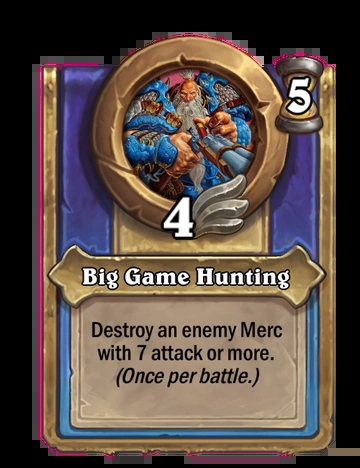 5
4
Big Game Hunting
Destroy an enemy Merc
with 7 attack or more.
(Once per battle.)